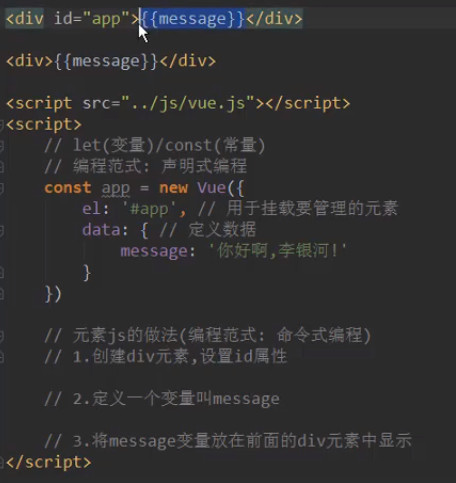 <div id="app">{{message}}</div>
<div>{{message}}</div>
<script src="../js/vue.js"></script>
<script>
// let(变量)/const(常量)
// 编程范式: 声明式编程
const app = new Vue({
el: '#app', // 用于挂载要管理的元素
data: { // 定义数据
message: '你好啊,李银河!'
}
})
// 元素js的做法(编程范式: 命令式编程)
// 1.创建div元素,设置id属性
// 2.定义一个变量叫message
// 3.将message变量放在前面的div元素中显示
</script>